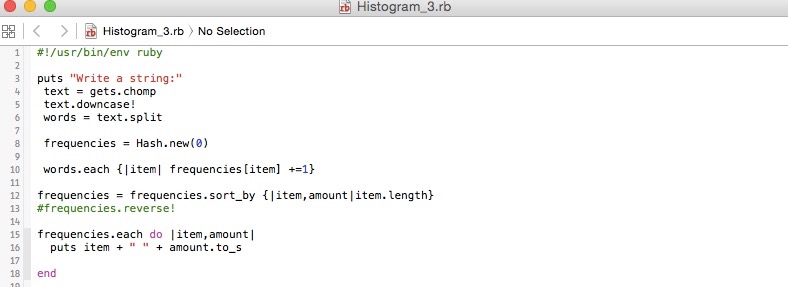 Histogram_3.rb
Histogram_3.rb › No Selection
1 #!/usr/bin/env ruby
2
3 puts "Write a string:"
4 text = gets.chomp
5 text.downcase!
6 words = text.split
7
8 frequencies = Hash.new(0)
9
10 words.each {|item| frequencies[item] +=1}
11
12 frequencies = frequencies.sort_by {|item,amount|item.length}
13 #frequencies.reverse!
14
15 frequencies.each do |item,amount|
16 puts item + " " + amount.to_s
17
18 end
19